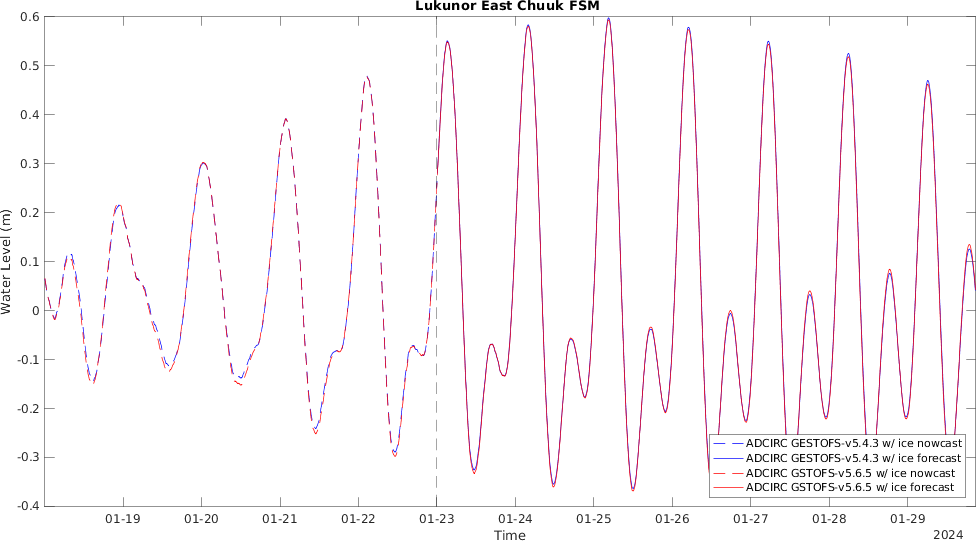 Lukunor East Chuuk FSM
0.6
0.5
0.4
0.3
0.2
0.1
0
-0.1
-0.2
-0.3
-0.4
Water Level (m)
ADCIRC GESTOFS-v5.4.3 w/ ice nowcast
ADCIRC GESTOFS-v5.4.3 w/ ice forecast
ADCIRC GSTOFS-v5.6.5 w/ ice nowcast
ADCIRC GSTOFS-v5.6.5 w/ ice forecast
01-19 01-20 01-21 01-22 01-23 01-24 01-25 01-26 01-27 01-28 01-29
Time
2024